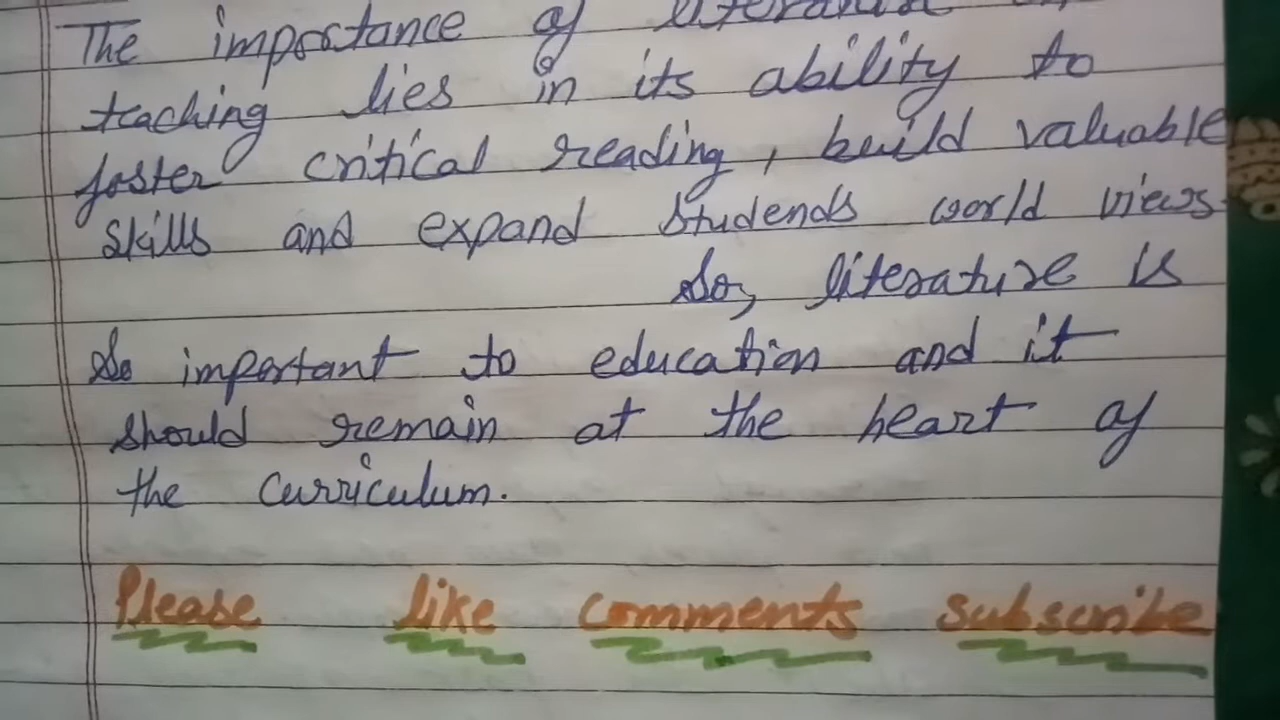 The importance of literature
teaching lies in its ability to
foster critical reading, build valuable
skills and expand studends world views.
So, literature is
So important to education and it
should remain at the heart of
the curriculum.
Please like comments subscribe